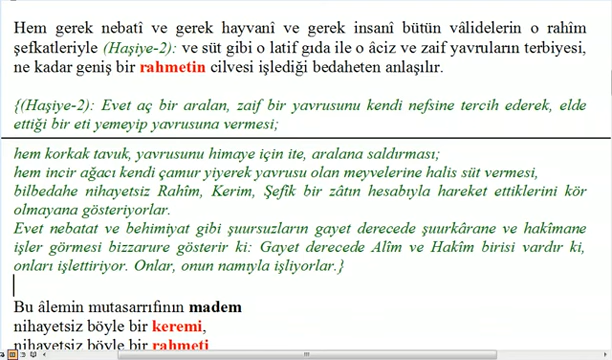 Hem gerek nebatî ve gerek hayvanî ve gerek insanî bütün vâlidelerin o rahîm
şefkatleriyle (Haşiye-2): ve süt gibi o latif gıda ile o âciz ve zaif yavruların terbiyesi,
ne kadar geniş bir rahmetin cilvesi işlediği bedaheten anlaşılır.
{(Haşiye-2): Evet aç bir aralan, zaif bir yavrusunu kendi nefsine tercih ederek, elde
ettiği bir eti yemeyip yavrusuna vermesi;
hem korkak tavuk, yavrusunu himaye için ite, aralana saldırması;
hem incir ağacı kendi çamur yiyerek yavrusu olan meyvelerine halis süt vermesi,
bilbedahe nihayetsiz Rahîm, Kerim, Şefik bir zâtın hesabıyla hareket ettiklerini kör
olmayana gösteriyorlar.
Evet nebatat ve behimiyat gibi şuursuzların gayet derecede şuurkârane ve hakîmane
işler görmesi bizzarure gösterir ki: Gayet derecede Alîm ve Hakîm birisi vardır ki,
onları işlettiriyor. Onlar, onun namıyla işliyorlar.}
Bu âlemin mutasarrıfının madem
nihayetsiz böyle bir keremi,
nihayetsiz böyle bir rahmeti